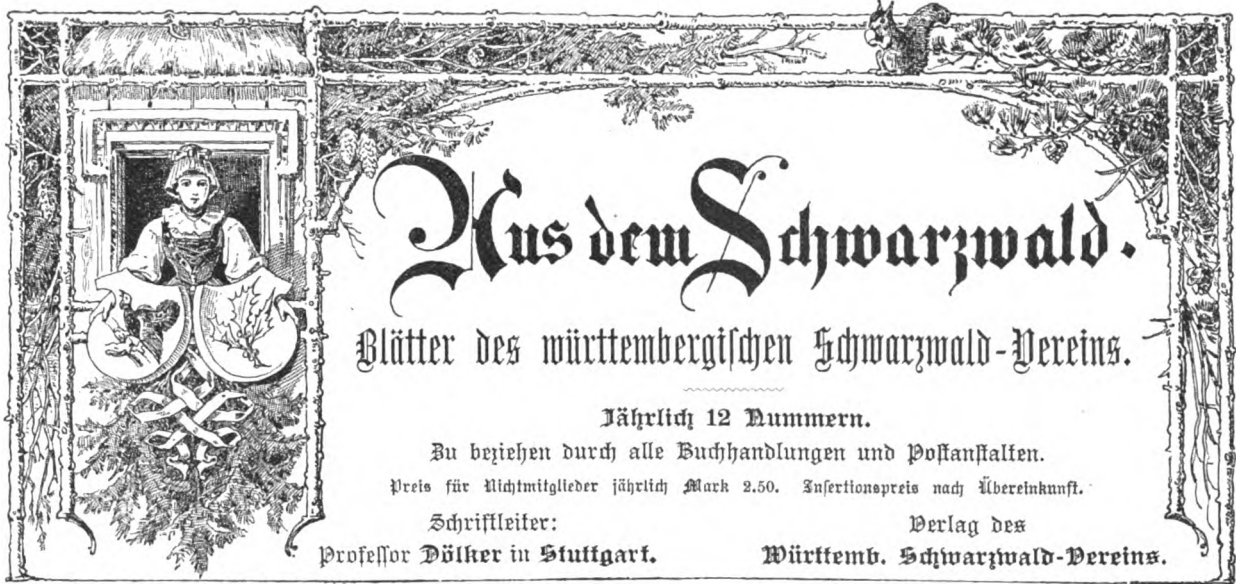 Aus dem Schwarzwald.
Blätter des württembergischen Schwarzwald-Vereins.
Jährlich 12 Nummern.
Zu beziehen durch alle Buchhandlungen und Postanstalten.
Preis für Nichtmitglieder jährlich Mark 2.50. Insertionspreis nach Übereinkunft.
Schriftleiter:
Professor Dölker in Stuttgart.
Verlag des
Württemb. Schwarzwald-Vereins.